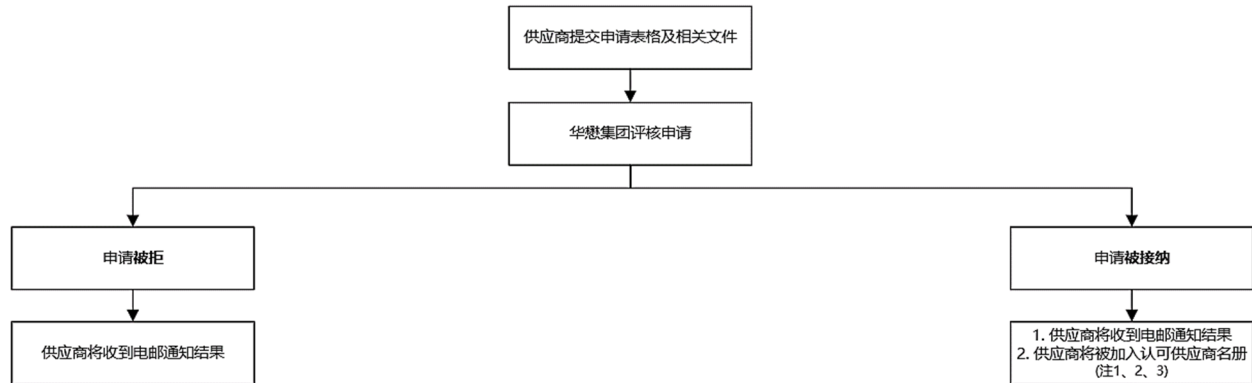 供应商提交申请表格及相关文件
华懋集团评核申请
申请被拒
申请被接纳
供应商将收到电邮通知结果
1. 供应商将收到电邮通知结果
2. 供应商将被加入认可供应商名册
(注1、2、3)